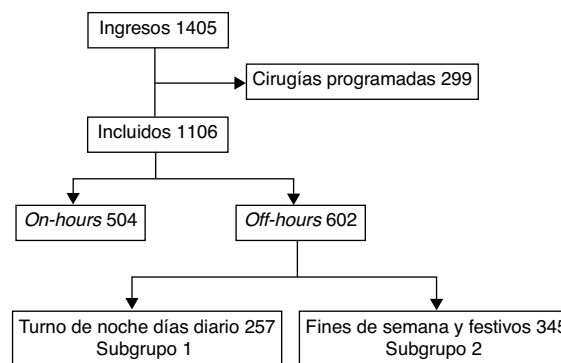 Ingresos 1405
Cirugías programadas 299
Incluidos 1106
On-hours 504
Off-hours 602
Turno de noche días diario 257
Subgrupo 1
Fines de semana y festivos 345
Subgrupo 2